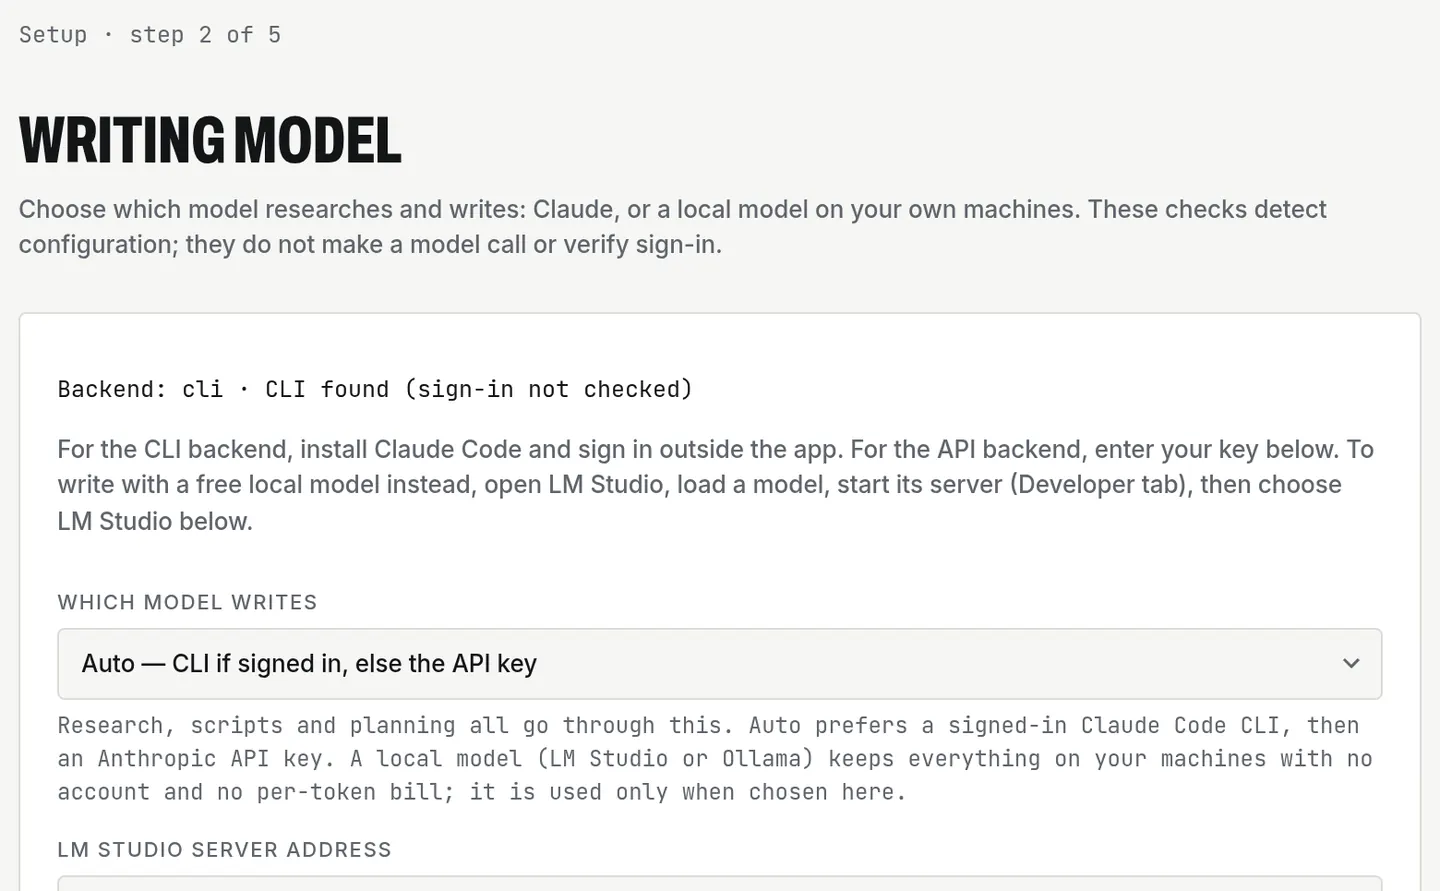 Setup · step 2 of 5
WRITING MODEL
Choose which model researches and writes: Claude, or a local model on your own machines. These checks detect
configuration; they do not make a model call or verify sign-in.
Backend: cli · CLI found (sign-in not checked)
For the CLI backend, install Claude Code and sign in outside the app. For the API backend, enter your key below. To
write with a free local model instead, open LM Studio, load a model, start its server (Developer tab), then choose
LM Studio below.
WHICH MODEL WRITES
Auto — CLI if signed in, else the API key
Research, scripts and planning all go through this. Auto prefers a signed-in Claude Code CLI, then
an Anthropic API key. A local model (LM Studio or Ollama) keeps everything on your machines with no
account and no per-token bill; it is used only when chosen here.
LM STUDIO SERVER ADDRESS